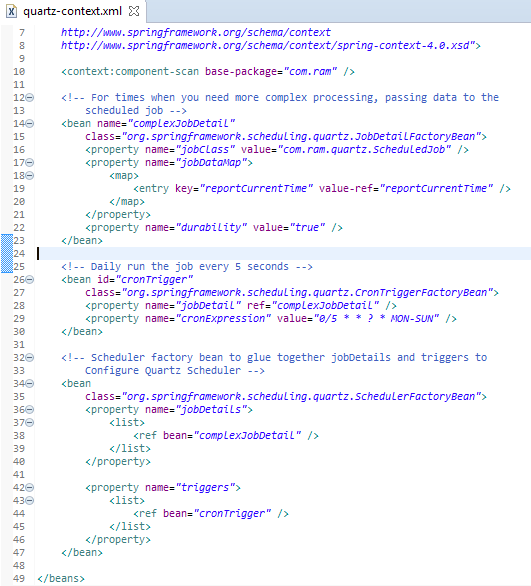 quartz-context.xml
7 http://www.springframework.org/schema/context
8 http://www.springframework.org/schema/context/spring-context-4.0.xsd">
9
10 <context:component-scan base-package="com.ram" />
11
12 <!-- For times when you need more complex processing, passing data to the
13 scheduled job -->
14 <bean name="complexJobDetail"
15 class="org.springframework.scheduling.quartz.JobDetailFactoryBean">
16 <property name="jobClass" value="com.ram.quartz.ScheduledJob" />
17 <property name="jobDataMap">
18 <map>
19 <entry key="reportCurrentTime" value-ref="reportCurrentTime" />
20 </map>
21 </property>
22 <property name="durability" value="true" />
23 </bean>
24
25 <!-- Daily run the job every 5 seconds -->
26 <bean id="cronTrigger"
27 class="org.springframework.scheduling.quartz.CronTriggerFactoryBean">
28 <property name="jobDetail" ref="complexJobDetail" />
29 <property name="cronExpression" value="0/5 * * ? * MON-SUN" />
30 </bean>
31
32 <!-- Scheduler factory bean to glue together jobDetails and triggers to
33 Configure Quartz Scheduler -->
34 <bean
35 class="org.springframework.scheduling.quartz.SchedulerFactoryBean">
36 <property name="jobDetails">
37 <list>
38 <ref bean="complexJobDetail" />
39 </list>
40 </property>
41
42 <property name="triggers">
43 <list>
44 <ref bean="cronTrigger" />
45 </list>
46 </property>
47 </bean>
48
49 </beans>